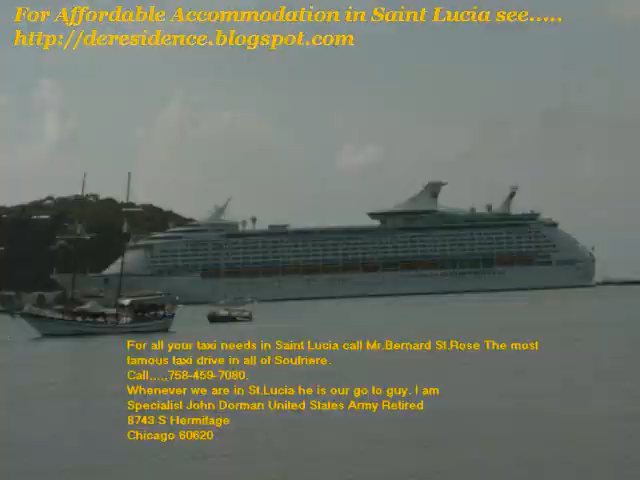 For Affordable Accommodation in Saint Lucia see.....
http://deresidence.blogspot.com
For all your taxi needs in Saint Lucia call Mr.Bernard St.Rose The most
famous taxi drive in all of Soufriere.
Call,,,,,758-459-7080.
Whenever we are in St.Lucia he is our go to guy. I am
Specialist John Dorman United States Army Retired
8743 S Hermitage
Chicago 60620